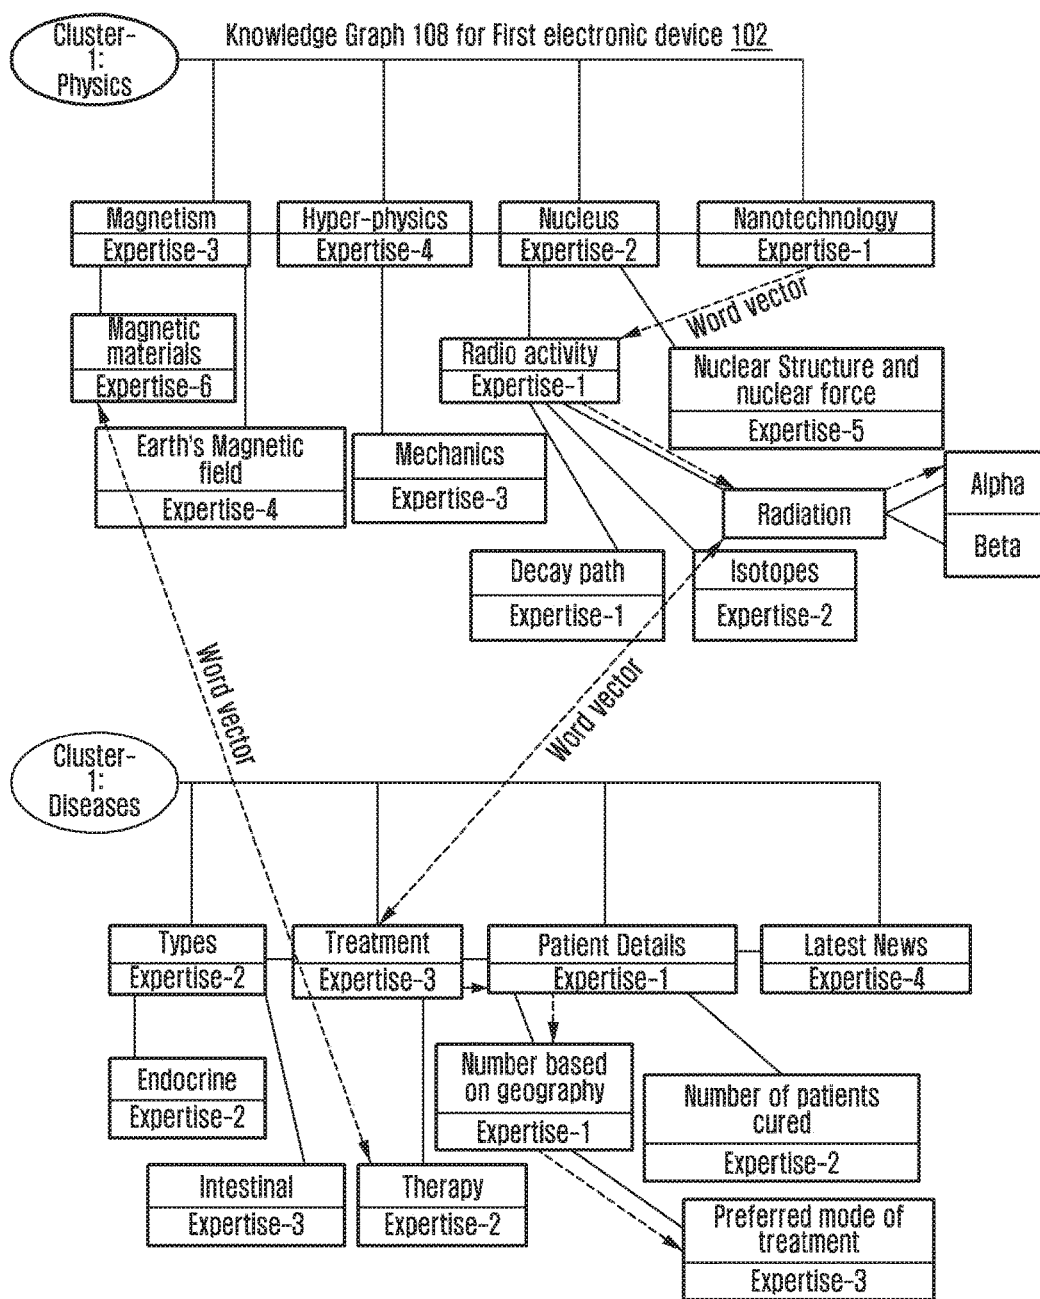 Cluster-
1:
Physics
Knowledge Graph 108 for First electronic device 102
Magnetism
Expertise-3
Hyper-physics
Expertise-4
Nucleus
Expertise-2
Nanotechnology
Expertise-1
Word vector
Magnetic
materials
Expertise-6
Radio activity
Expertise-1
Nuclear Structure and
nuclear force
Expertise-5
Earth's Magnetic
field
Expertise-4
Mechanics
Expertise-3
Radiation
Alpha
Beta
Decay path
Expertise-1
Isotopes
Expertise-2
Word vector
Word vector
Cluster-
1:
Diseases
Types
Expertise-2
Treatment
Expertise-3
Patient Details
Expertise-1
Latest News
Expertise-4
Endocrine
Expertise-2
Number based
on geography
Expertise-1
Number of patients
cured
Expertise-2
Intestinal
Expertise-3
Therapy
Expertise-2
Preferred mode of
treatment
Expertise-3